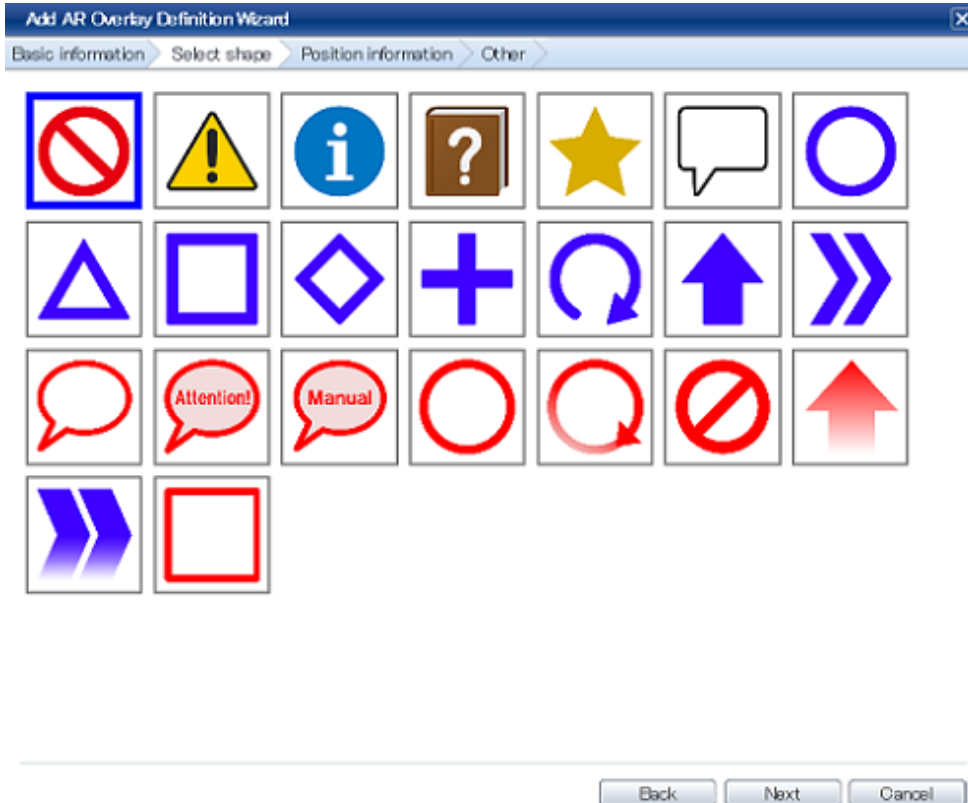 Add AR Overlay Definition Wizard
Basic information Select shape Position information Other
! i ?
Attention! Manual
Back Next Cancel